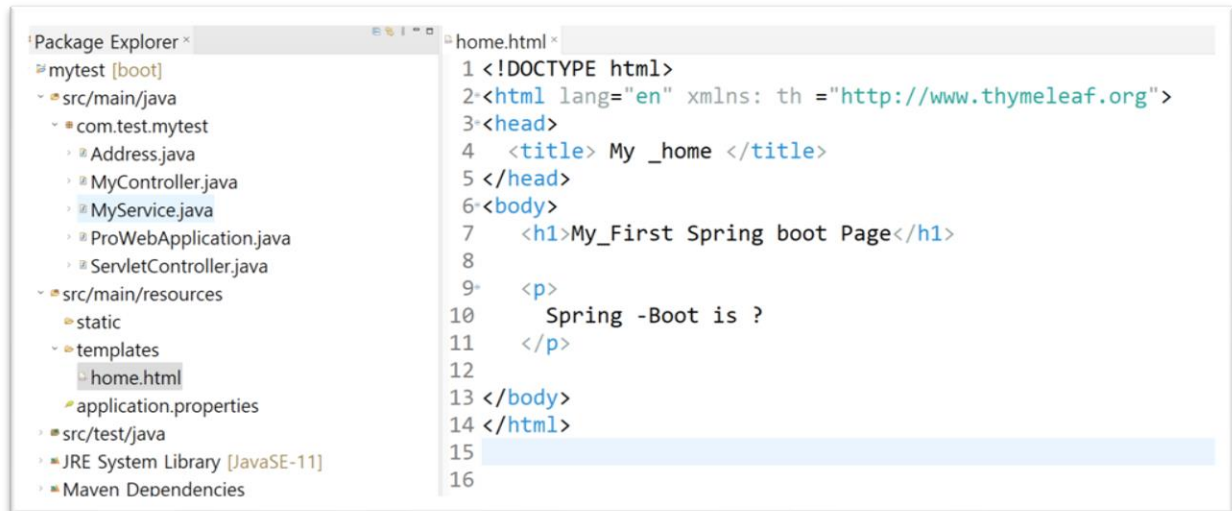 Package Explorer ×
mytest [boot]
src/main/java
com.test.mytest
Address.java
MyController.java
MyService.java
ProWebApplication.java
ServletController.java
src/main/resources
static
templates
home.html
application.properties
src/test/java
JRE System Library [JavaSE-11]
Maven Dependencies
home.html ×
1 <!DOCTYPE html>
2 <html lang="en" xmlns: th ="http://www.thymeleaf.org">
3 <head>
4 <title> My _home </title>
5 </head>
6 <body>
7 <h1>My_First Spring boot Page</h1>
8
9 <p>
10 Spring -Boot is ?
11 </p>
12
13 </body>
14 </html>
15
16